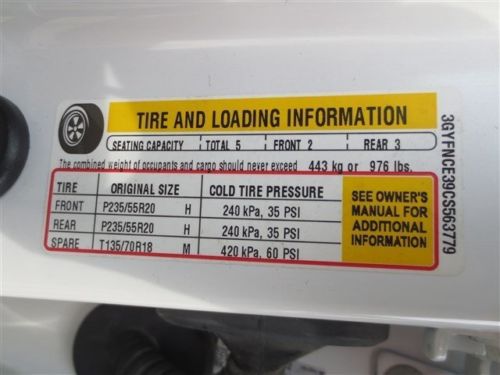 TIRE AND LOADING INFORMATION
SEATING CAPACITY TOTAL 5 FRONT 2 REAR 3
The combined weight of occupants and cargo should never exceed 443 kg or 976 lbs.
TIRE ORIGINAL SIZE COLD TIRE PRESSURE
FRONT P235/55R20 H 240 kPa, 35 PSI
REAR P235/55R20 H 240 kPa, 35 PSI
SPARE T135/70R18 M 420 kPa, 60 PSI
SEE OWNER'S
MANUAL FOR
ADDITIONAL
INFORMATION
3GYFNCE39CS563779